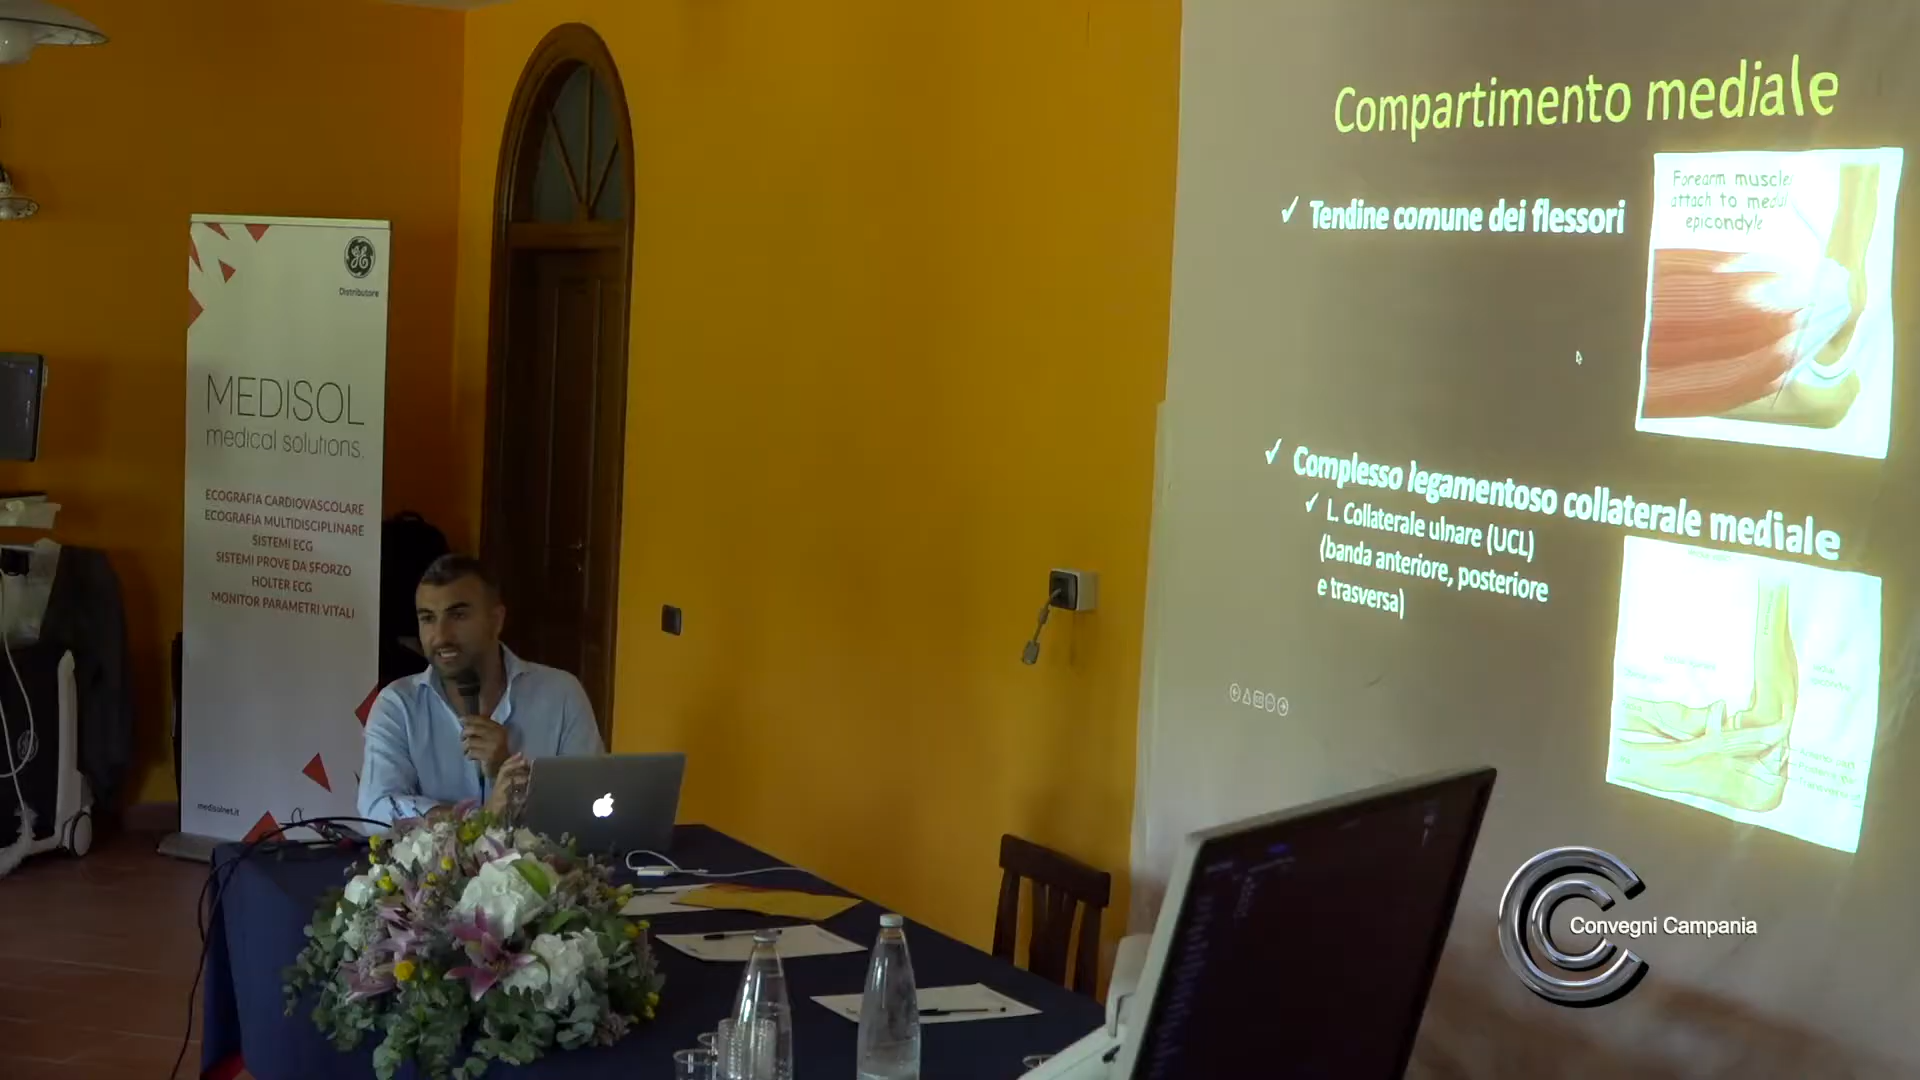 Compartimento mediale
✓ Tendine comune dei flessori
Forearm muscle
attach to medial
epicondyle
✓ Complesso legamentoso collaterale mediale
✓ L. Collaterale ulnare (UCL)
(banda anteriore, posteriore
e trasversa)
GE
Distributore
MEDISOL
medical solutions.
ECOGRAFIA CARDIOVASCOLARE
ECOGRAFIA MULTIDISCIPLINARE
SISTEMI ECG
SISTEMI PROVE DA SFORZO
HOLTER ECG
MONITOR PARAMETRI VITALI
medisolnet.it
Convegni Campania